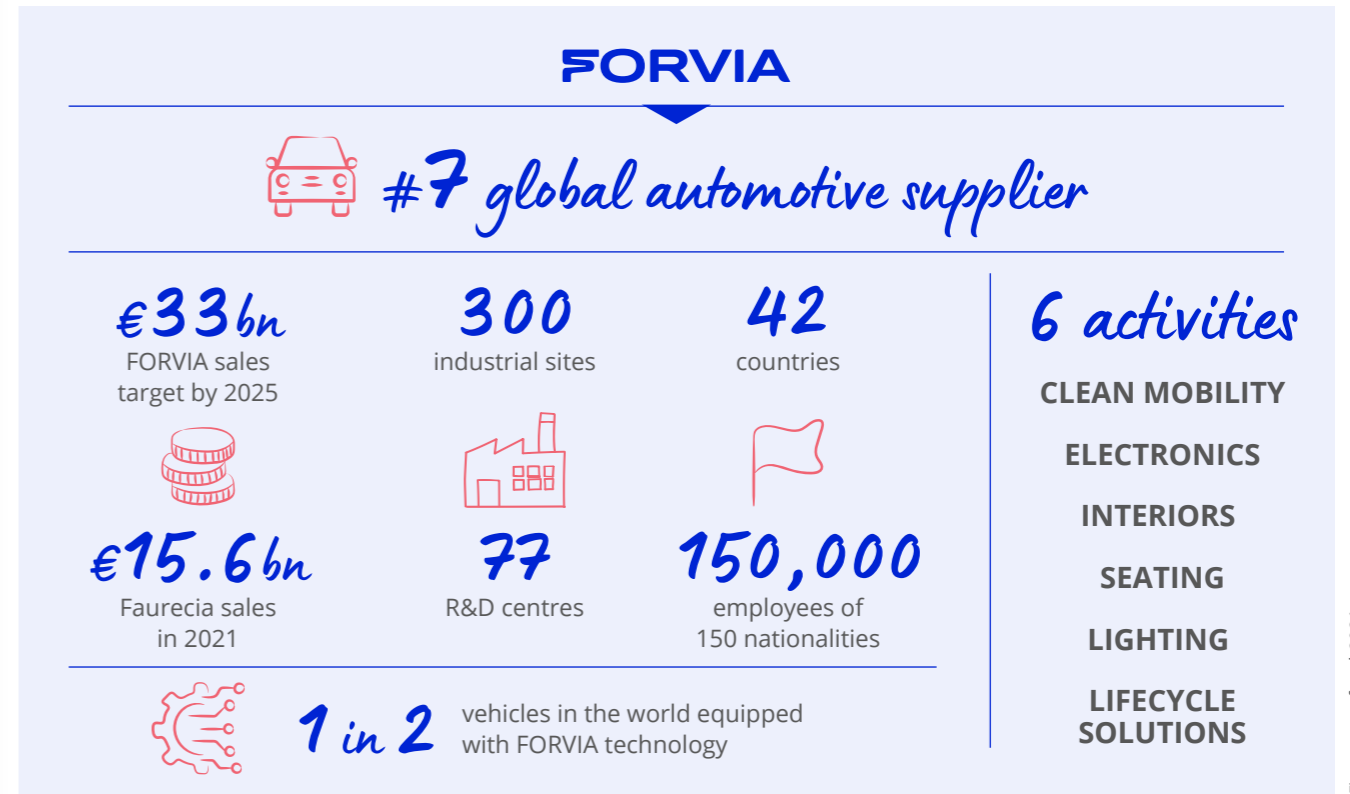 FORVIA
#7 global automotive supplier
€33bn
FORVIA sales
target by 2025
300
industrial sites
42
countries
€15.6bn
Faurecia sales
in 2021
77
R&D centres
150,000
employees of
150 nationalities
1 in 2
vehicles in the world equipped
with FORVIA technology
6 activities
CLEAN MOBILITY
ELECTRONICS
INTERIORS
SEATING
LIGHTING
LIFECYCLE
SOLUTIONS